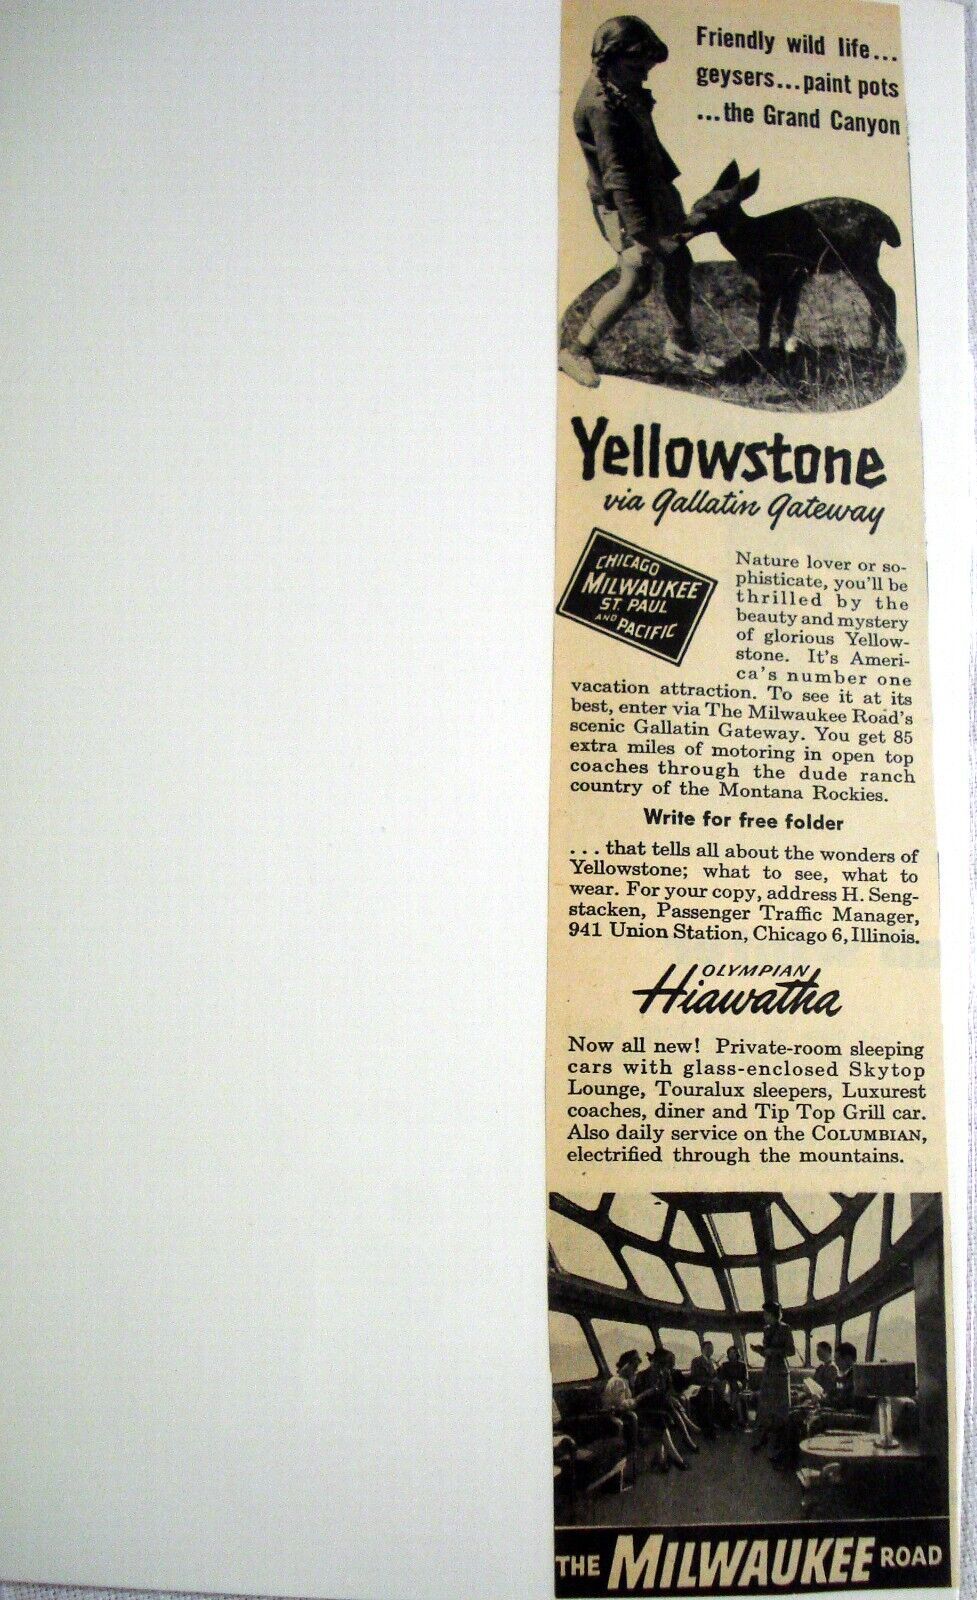 Friendly wild life...
geysers...paint pots
...the Grand Canyon
Yellowstone
via Gallatin Gateway
CHICAGO
MILWAUKEE
ST. PAUL
AND PACIFIC
Nature lover or so-
phisticate, you'll be
thrilled by the
beauty and mystery
of glorious Yellow-
stone. It's Ameri-
ca's number one
vacation attraction. To see it at its
best, enter via The Milwaukee Road's
scenic Gallatin Gateway. You get 85
extra miles of motoring in open top
coaches through the dude ranch
country of the Montana Rockies.
Write for free folder
...that tells all about the wonders of
Yellowstone; what to see, what to
wear. For your copy, address H. Seng-
stacken, Passenger Traffic Manager,
941 Union Station, Chicago 6, Illinois.
OLYMPIAN
Hiawatha
Now all new! Private-room sleeping
cars with glass-enclosed Skytop
Lounge, Touralux sleepers, Luxurest
coaches, diner and Tip Top Grill car.
Also daily service on the COLUMBIAN,
electrified through the mountains.
THE MILWAUKEE ROAD